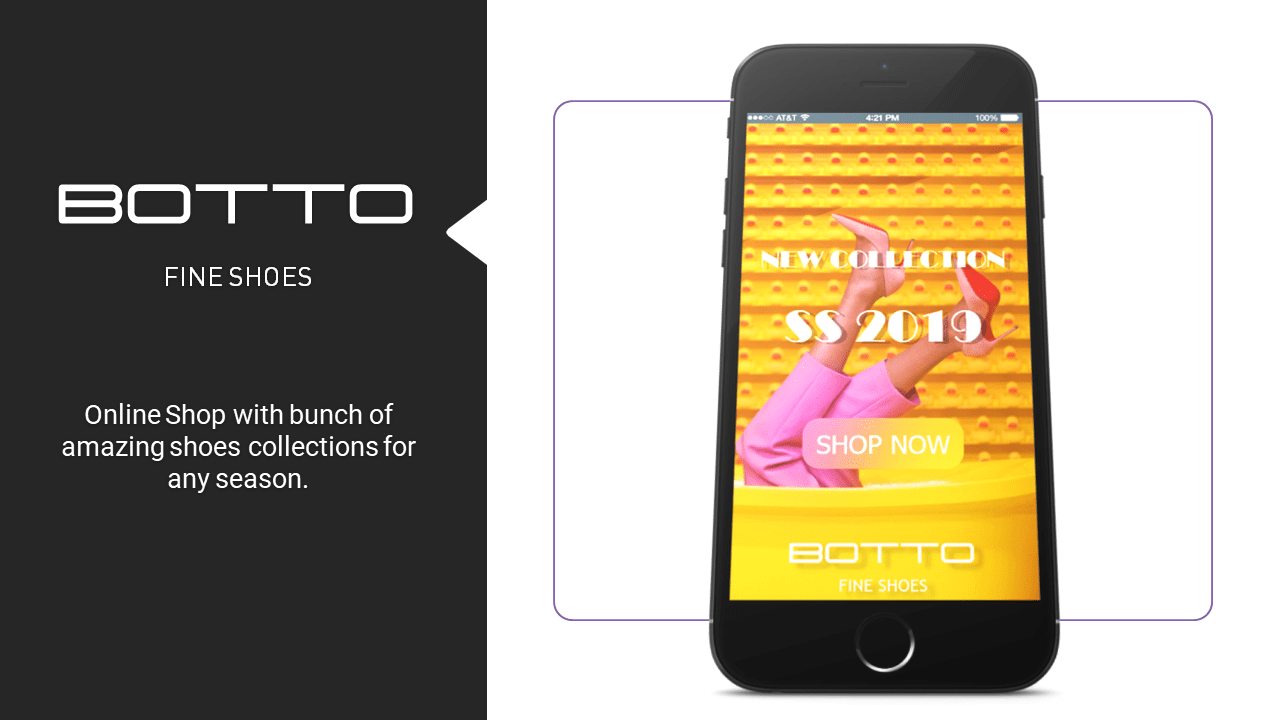 BOTTO
FINE SHOES
Online Shop with bunch of
amazing shoes collections for
any season.
AT&T 4:21 PM 100%
NEW COLLECTION
SS 2019
SHOP NOW
BOTTO
FINE SHOES